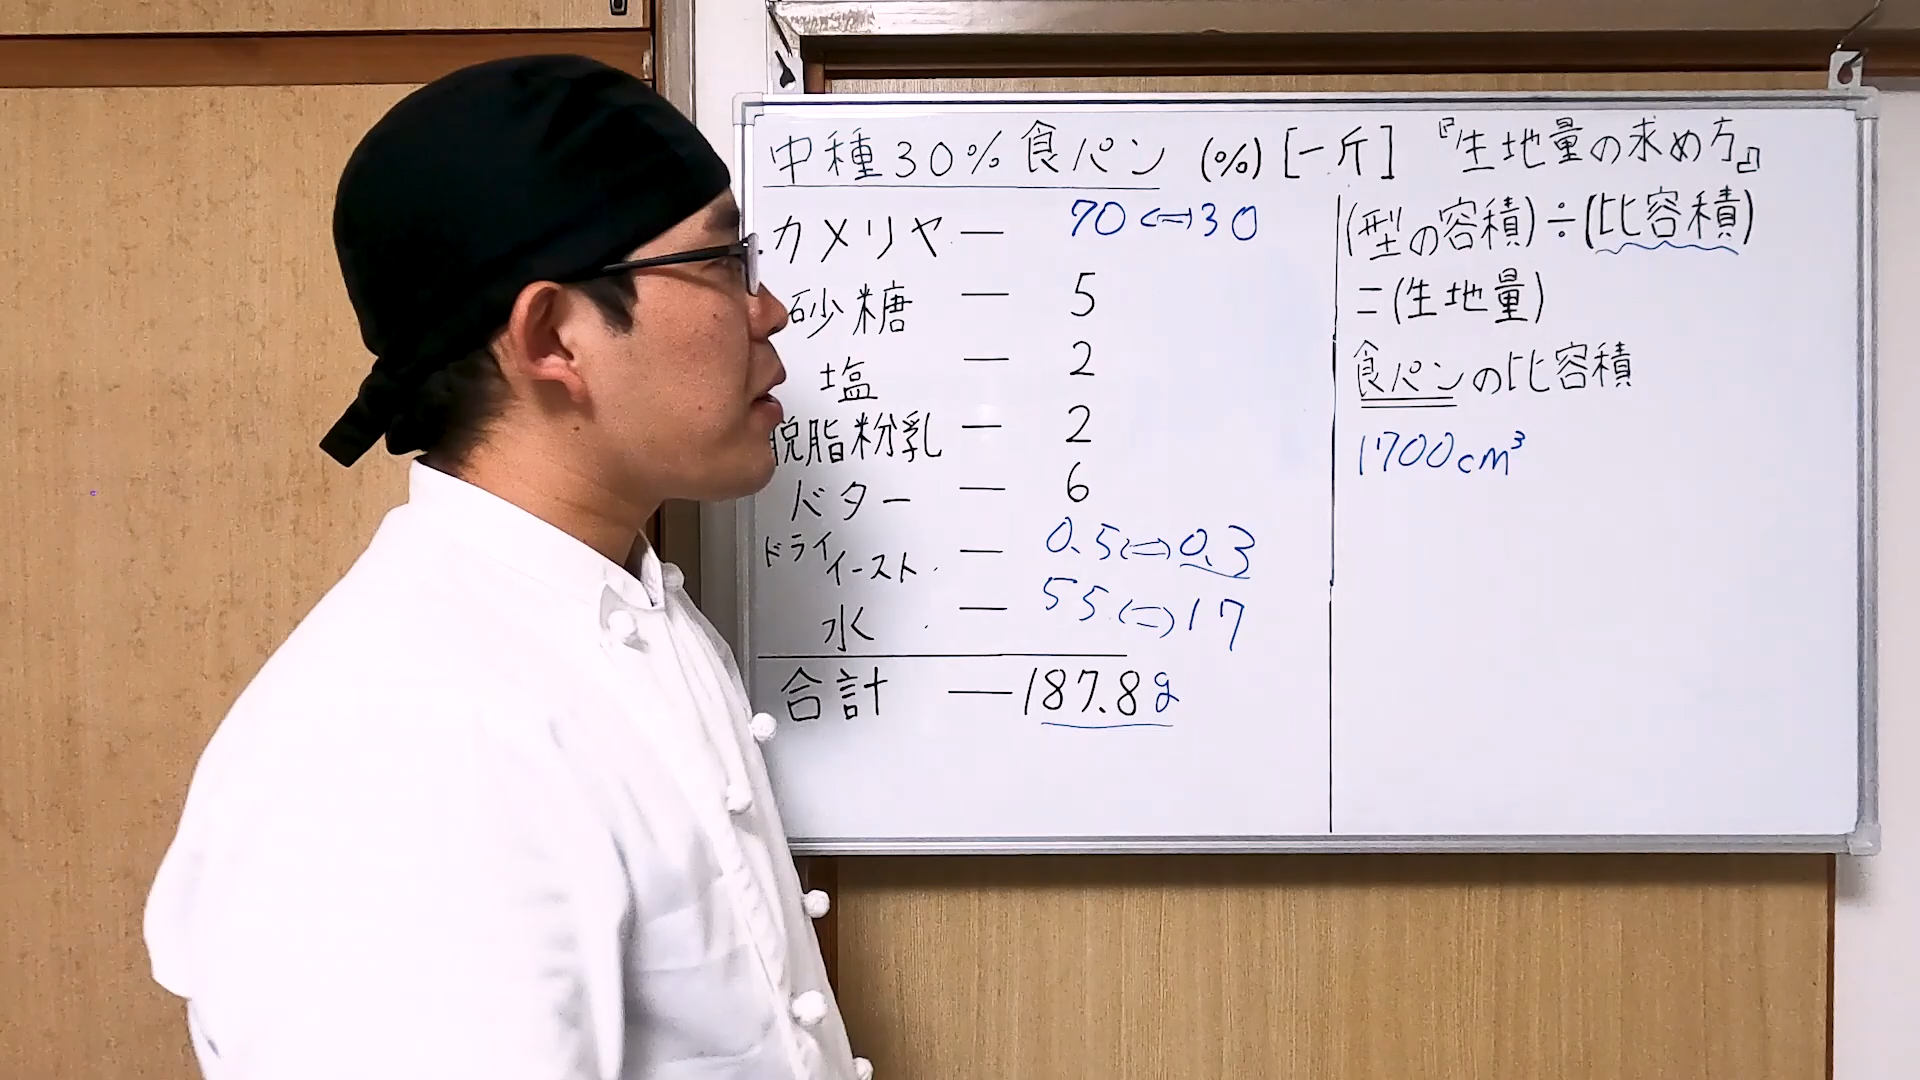 中種30%食パン (%) [一斤]
カメリヤ — 70⇔30
砂糖 — 5
塩 — 2
脱脂粉乳 — 2
バター — 6
ドライイースト — 0.5⇔0.3
水 — 55⇔17
合計 — 187.8g
『生地量の求め方』
(型の容積)÷(比容積)
=(生地量)
食パンの比容積
1700cm³